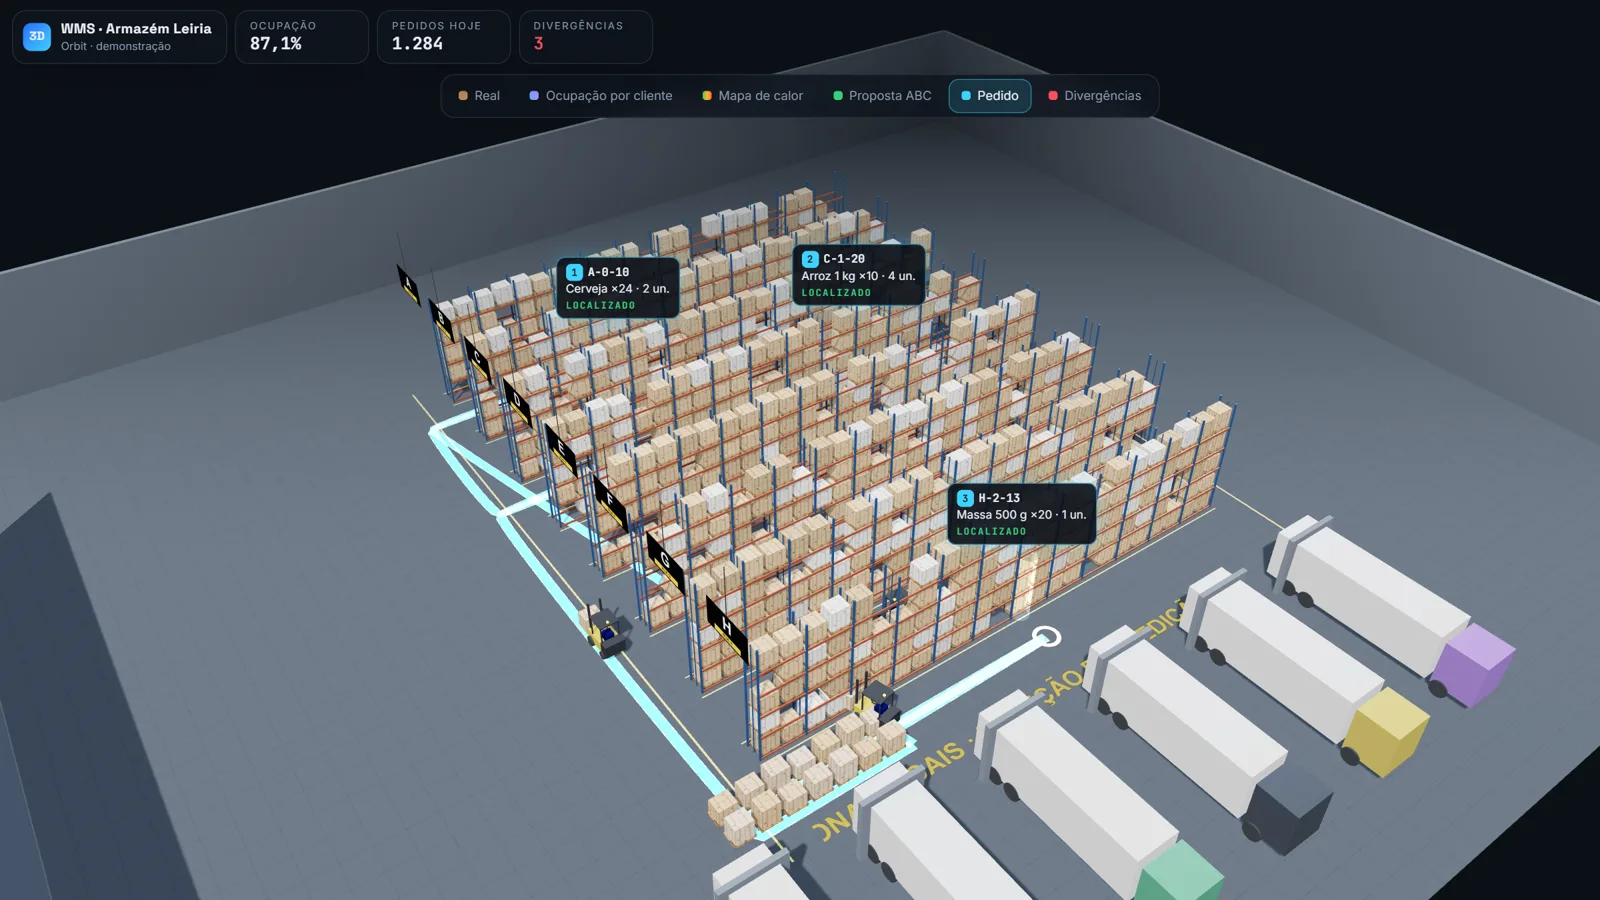 3D
WMS · Armazém Leiria
Orbit · demonstração
OCUPAÇÃO
87,1%
PEDIDOS HOJE
1.284
DIVERGÊNCIAS
3
Real
Ocupação por cliente
Mapa de calor
Proposta ABC
Pedido
Divergências
1 A-0-10
Cerveja ×24 · 2 un.
LOCALIZADO
2 C-1-20
Arroz 1 kg ×10 · 4 un.
LOCALIZADO
3 H-2-13
Massa 500 g ×20 · 1 un.
LOCALIZADO
A
B
C
D
E
F
G
H